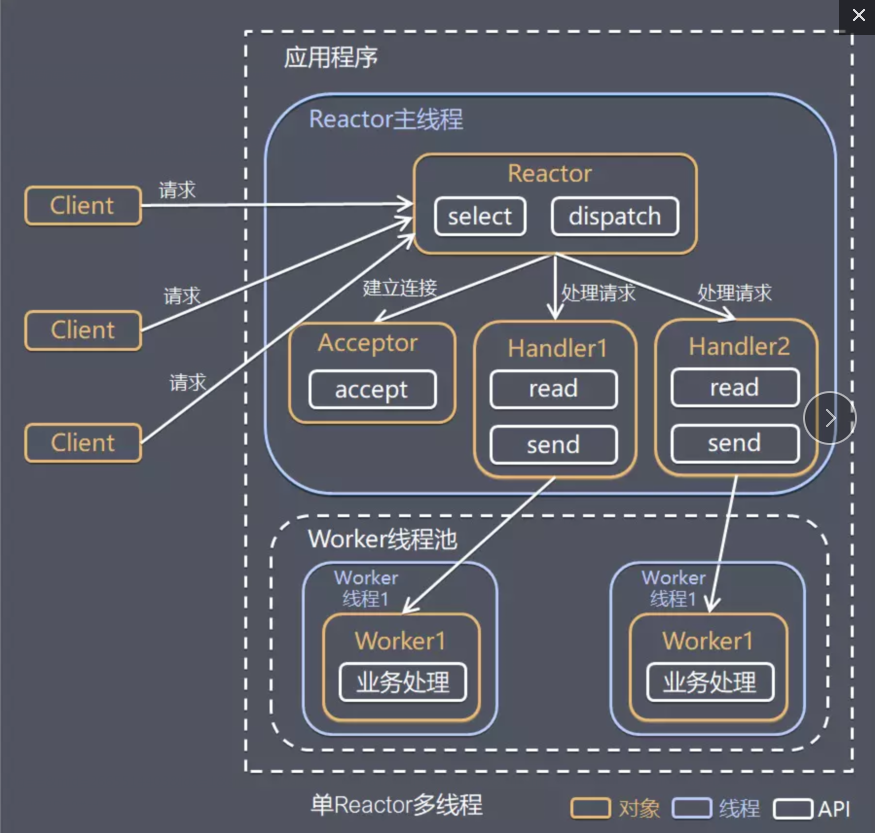 应用程序
Reactor主线程
Reactor
select
dispatch
Client
请求
Client
请求
Client
请求
建立连接
处理请求
处理请求
Acceptor
accept
Handler1
read
send
Handler2
read
send
Worker线程池
Worker
线程1
Worker1
业务处理
Worker
线程1
Worker1
业务处理
单Reactor多线程
对象
线程
API